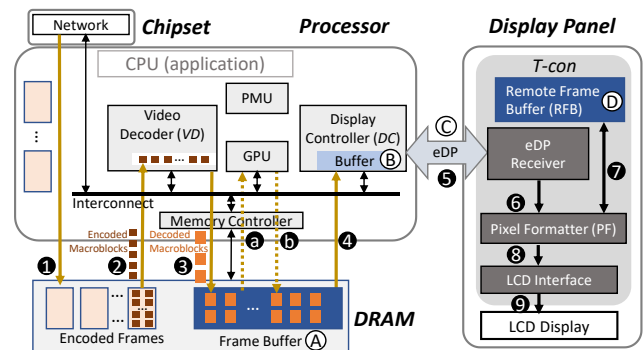 Network
Chipset
Processor
Display Panel
CPU (application)
T-con
Video
Decoder (VD)
PMU
GPU
Display
Controller (DC)
Buffer B
C
eDP
5
Remote Frame
Buffer (RFB)
D
eDP
Receiver
Interconnect
Memory Controller
Encoded
Macroblocks
Decoded
Macroblocks
1
2
3
a
b
4
6
7
Pixel Formatter (PF)
8
LCD Interface
9
LCD Display
...
...
...
...
...
Encoded Frames
Frame Buffer A
DRAM